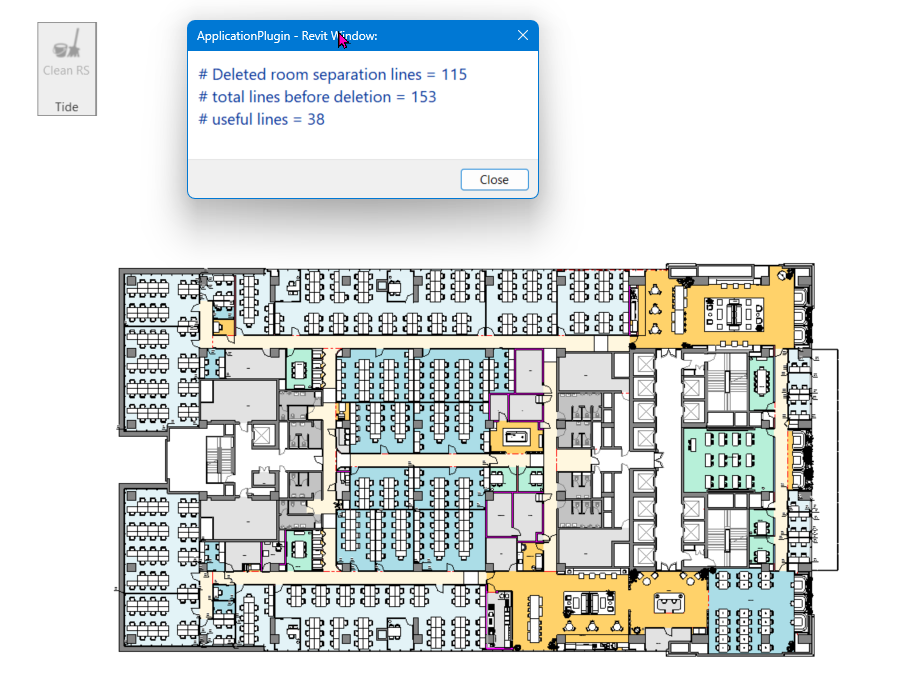 Clean RS
Tide
ApplicationPlugin - Revit Window:
# Deleted room separation lines = 115
# total lines before deletion = 153
# useful lines = 38
Close